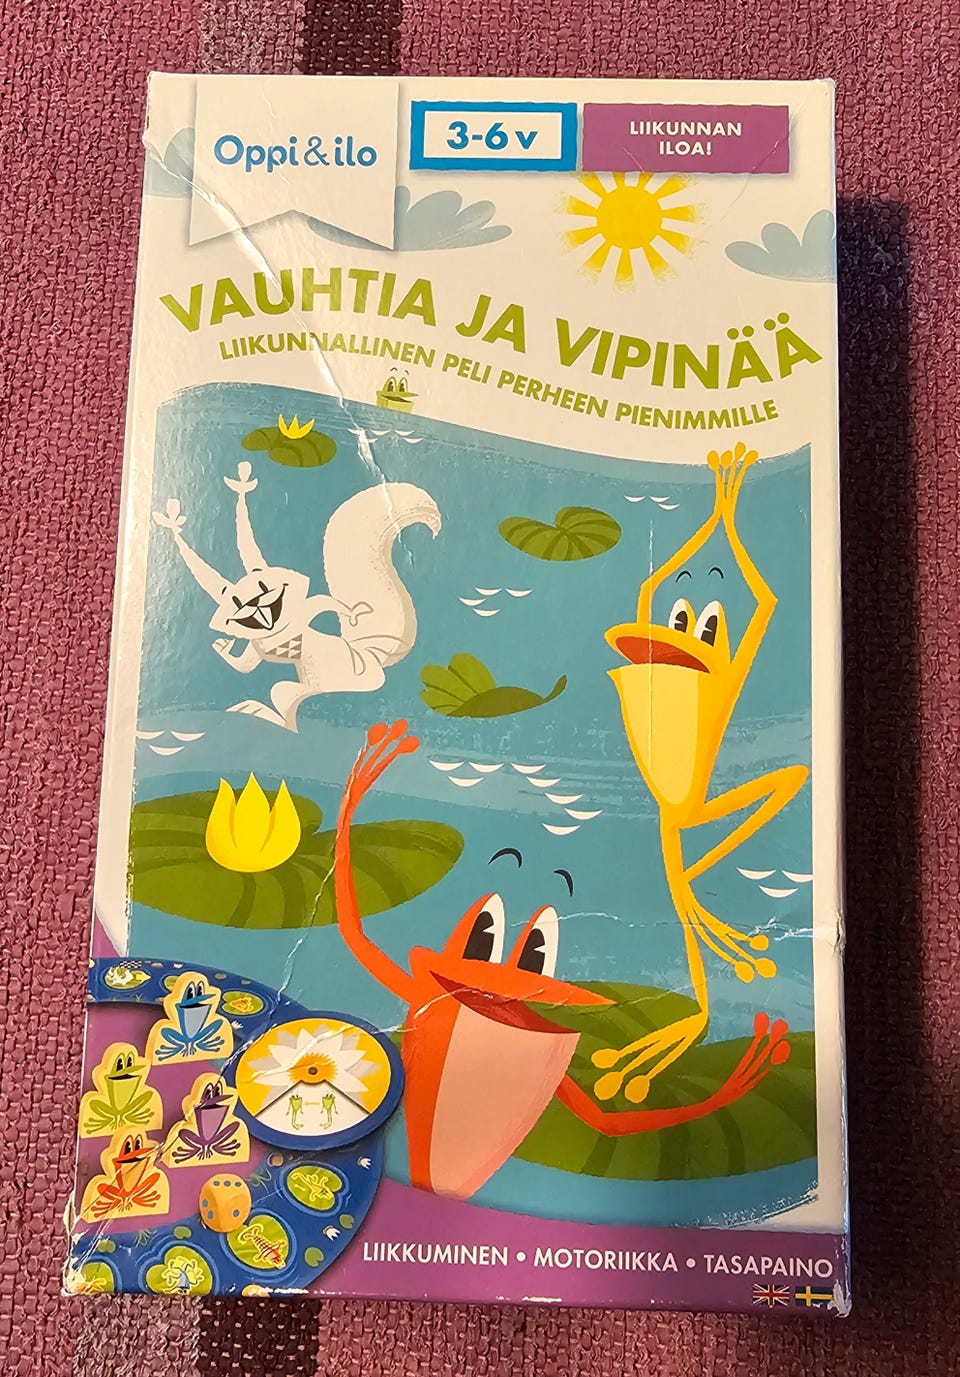 Oppi&ilo
3-6 v
LIIKUNNAN
ILOA!
VAUHTIA JA VIPINÄÄ
LIIKUNNALLINEN PELI PERHEEN PIENIMMILLE
LIIKKUMINEN • MOTORIIKKA • TASAPAINO